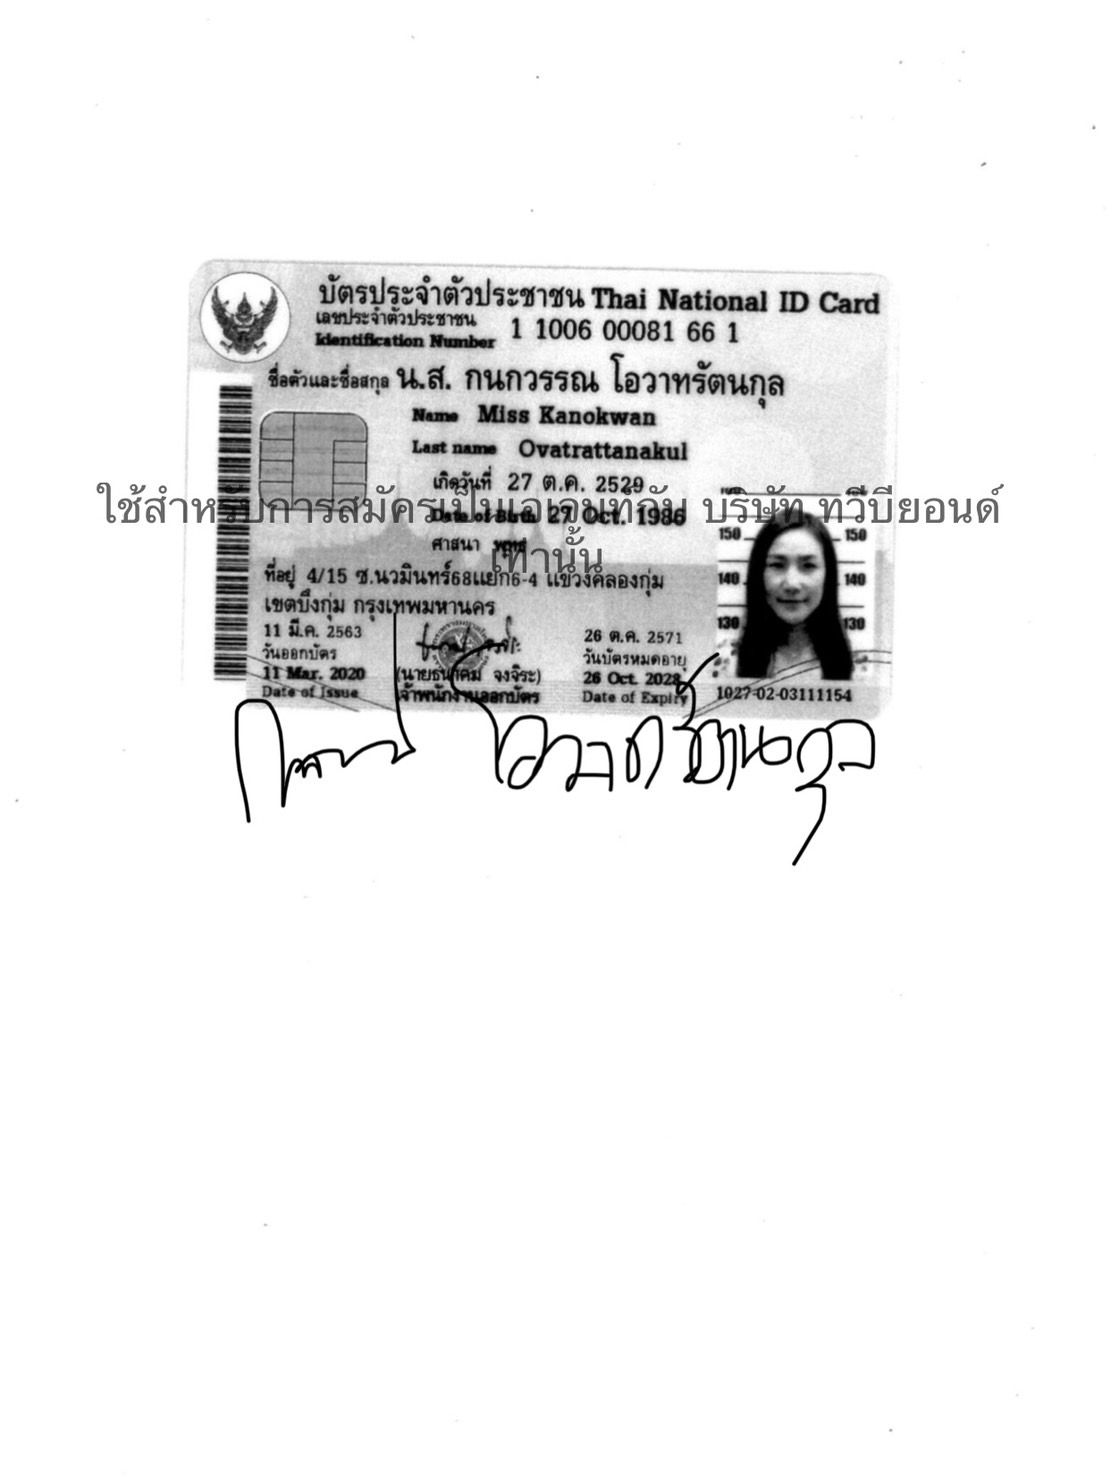 บัตรประจำตัวประชาชน Thai National ID Card
เลขประจำตัวประชาชน
Identification Number 1 1006 00081 66 1
ชื่อตัวและชื่อสกุล น.ส. กนกวรรณ โอวาทรัตนกุล
Name Miss Kanokwan
Last name Ovatrattanakul
เกิดวันที่ 27 ต.ค. 2529
ใช้สำหรับการสมัครเป็นเอเจนท์กับ บริษัท ทวีบียอนด์
เท่านั้น
Date of Birth 27 Oct. 1986
ศาสนา พุทธ
ที่อยู่ 4/15 ซ.นวมินทร์68แยก6-4 แขวงคลองกุ่ม
เขตบึงกุ่ม กรุงเทพมหานคร
11 มี.ค. 2563
วันออกบัตร
11 Mar. 2020
Date of Issue
(นายธนาคม จงจิระ)
เจ้าพนักงานออกบัตร
26 ต.ค. 2571
วันบัตรหมดอายุ
26 Oct. 2028
Date of Expiry
150 150
140 140
130 130
1027-02-03111154
โอวาทรัตนกุล